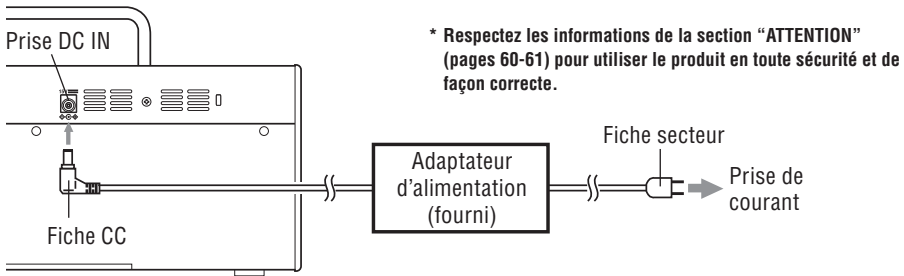 Prise DC IN
* Respectez les informations de la section “ATTENTION”
(pages 60-61) pour utiliser le produit en toute sécurité et de
façon correcte.
Fiche secteur
Adaptateur
d’alimentation
(fourni)
Prise de
courant
Fiche CC